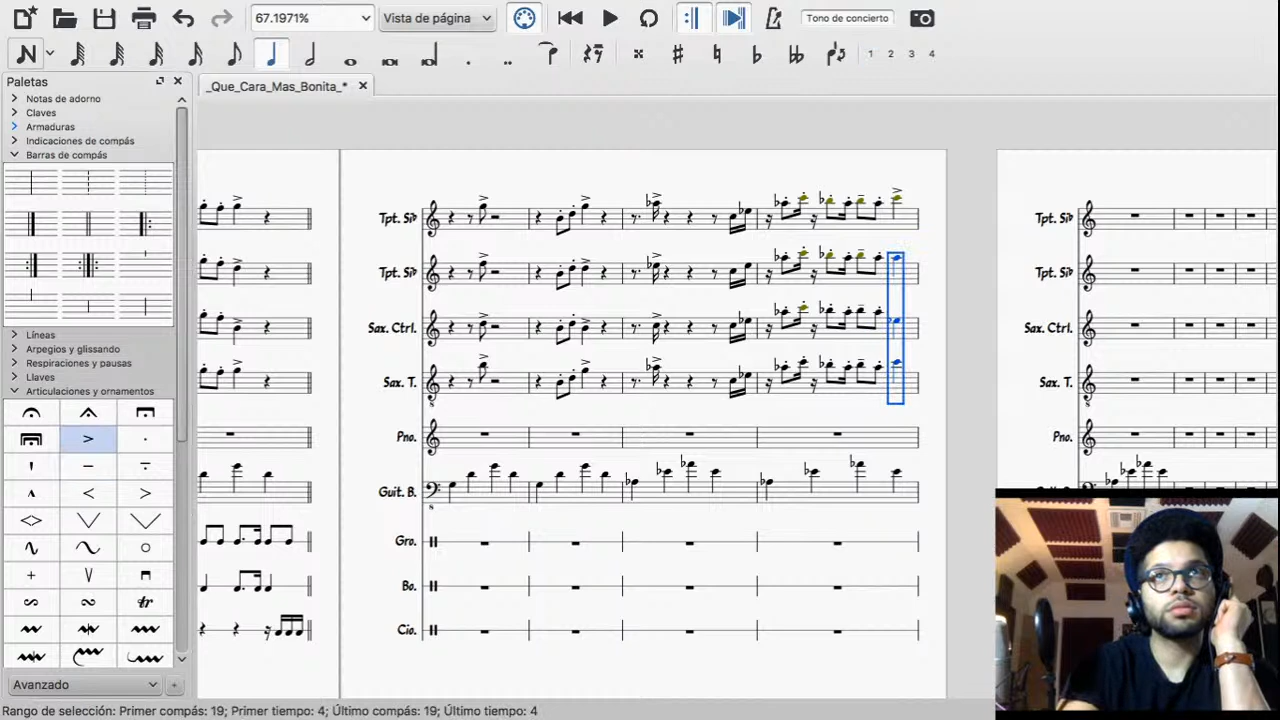 67.1971%
Vista de página
Tono de concierto
1 2 3 4
Paletas
_Que_Cara_Mas_Bonita_*
Notas de adorno
Claves
Armaduras
Indicaciones de compás
Barras de compás
Líneas
Arpegios y glissando
Respiraciones y pausas
Llaves
Articulaciones y ornamentos
tr
Avanzado
Tpt. Sib
Tpt. Sib
Sax. Ctrl.
Sax. T.
Pno.
Guit. B.
Gro.
Bo.
Cio.
Tpt. Sib
Tpt. Sib
Sax. Ctrl.
Sax. T.
Pno.
Rango de selección: Primer compás: 19; Primer tiempo: 4; Último compás: 19; Último tiempo: 4